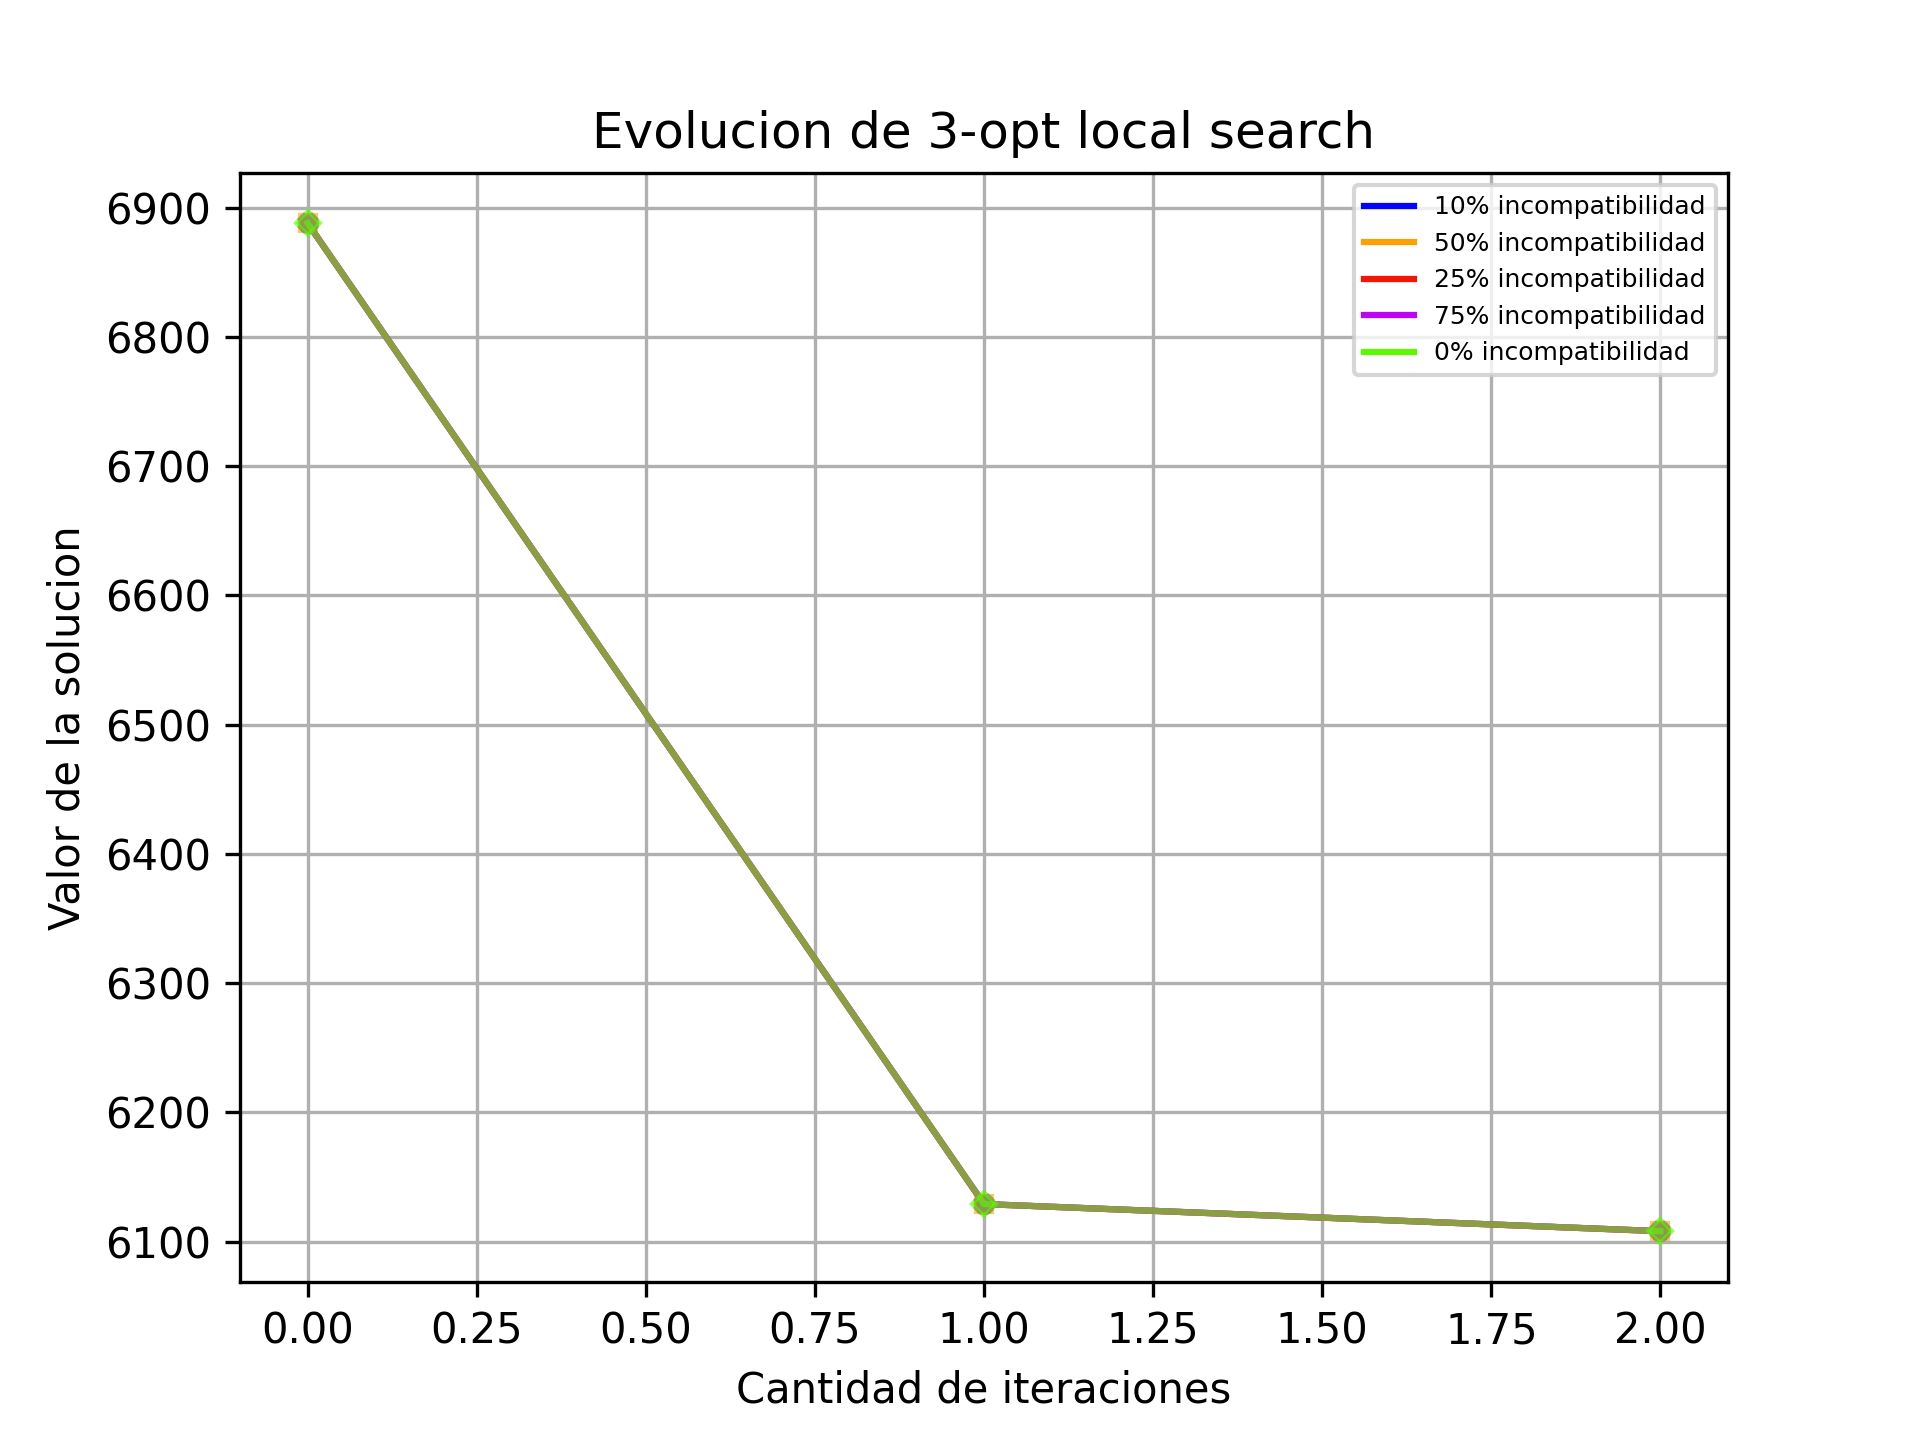 Evolucion de 3-opt local search
10% incompatibilidad
50% incompatibilidad
25% incompatibilidad
75% incompatibilidad
0% incompatibilidad
Valor de la solucion
6900
6800
6700
6600
6500
6400
6300
6200
6100
0.00 0.25 0.50 0.75 1.00 1.25 1.50 1.75 2.00
Cantidad de iteraciones